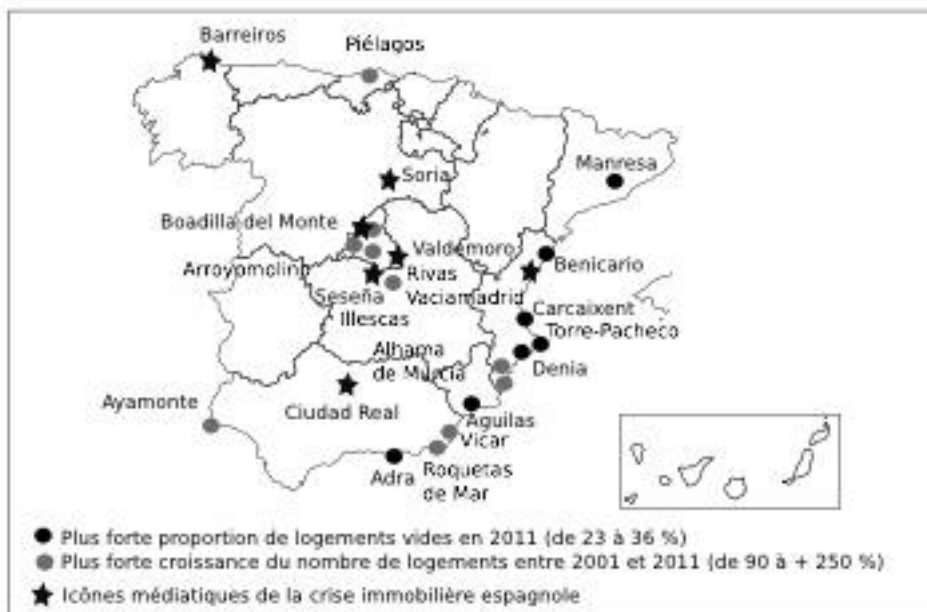 Barreiros
Piélagos
Manresa
Soria
Boadilla del Monte
Valdemoro
Benicario
Arroyomolino
Rivas
Vaciamadrid
Seseña
Illescas
Carcaixent
Torre-Pacheco
Alhama
de Murcia
Denia
Ayamonte
Ciudad Real
Aguilas
Vicar
Adra
Roquetas
de Mar
Plus forte proportion de logements vides en 2011 (de 23 à 36 %)
Plus forte croissance du nombre de logements entre 2001 et 2011 (de 90 à + 250 %)
Icônes médiatiques de la crise immobilière espagnole